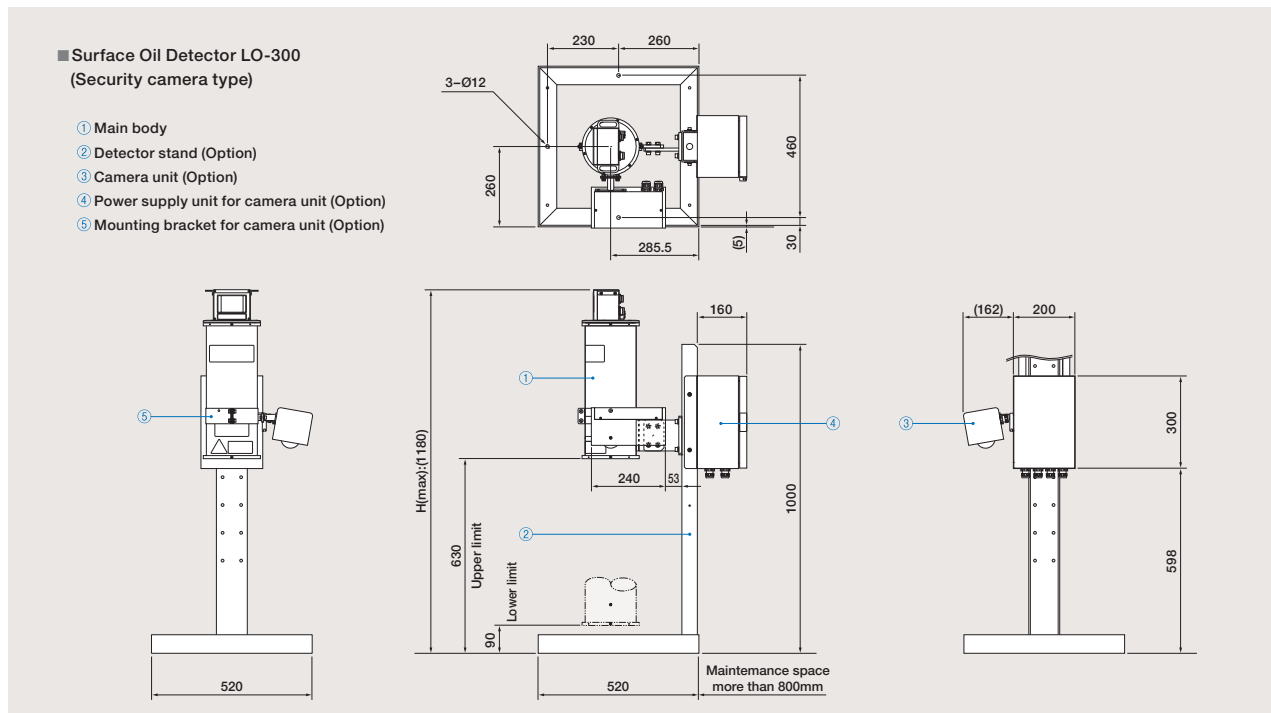 ■Surface Oil Detector LO-300
(Security camera type)
① Main body
② Detector stand (Option)
③ Camera unit (Option)
④ Power supply unit for camera unit (Option)
⑤ Mounting bracket for camera unit (Option)
230
260
3–Ø12
260
460
285.5
(5)
30
⑤
520
160
①
④
H(max):(1180)
240
53
630
Upper limit
②
Lower limit
90
1000
520
Maintemance space
more than 800mm
(162)
200
③
300
598